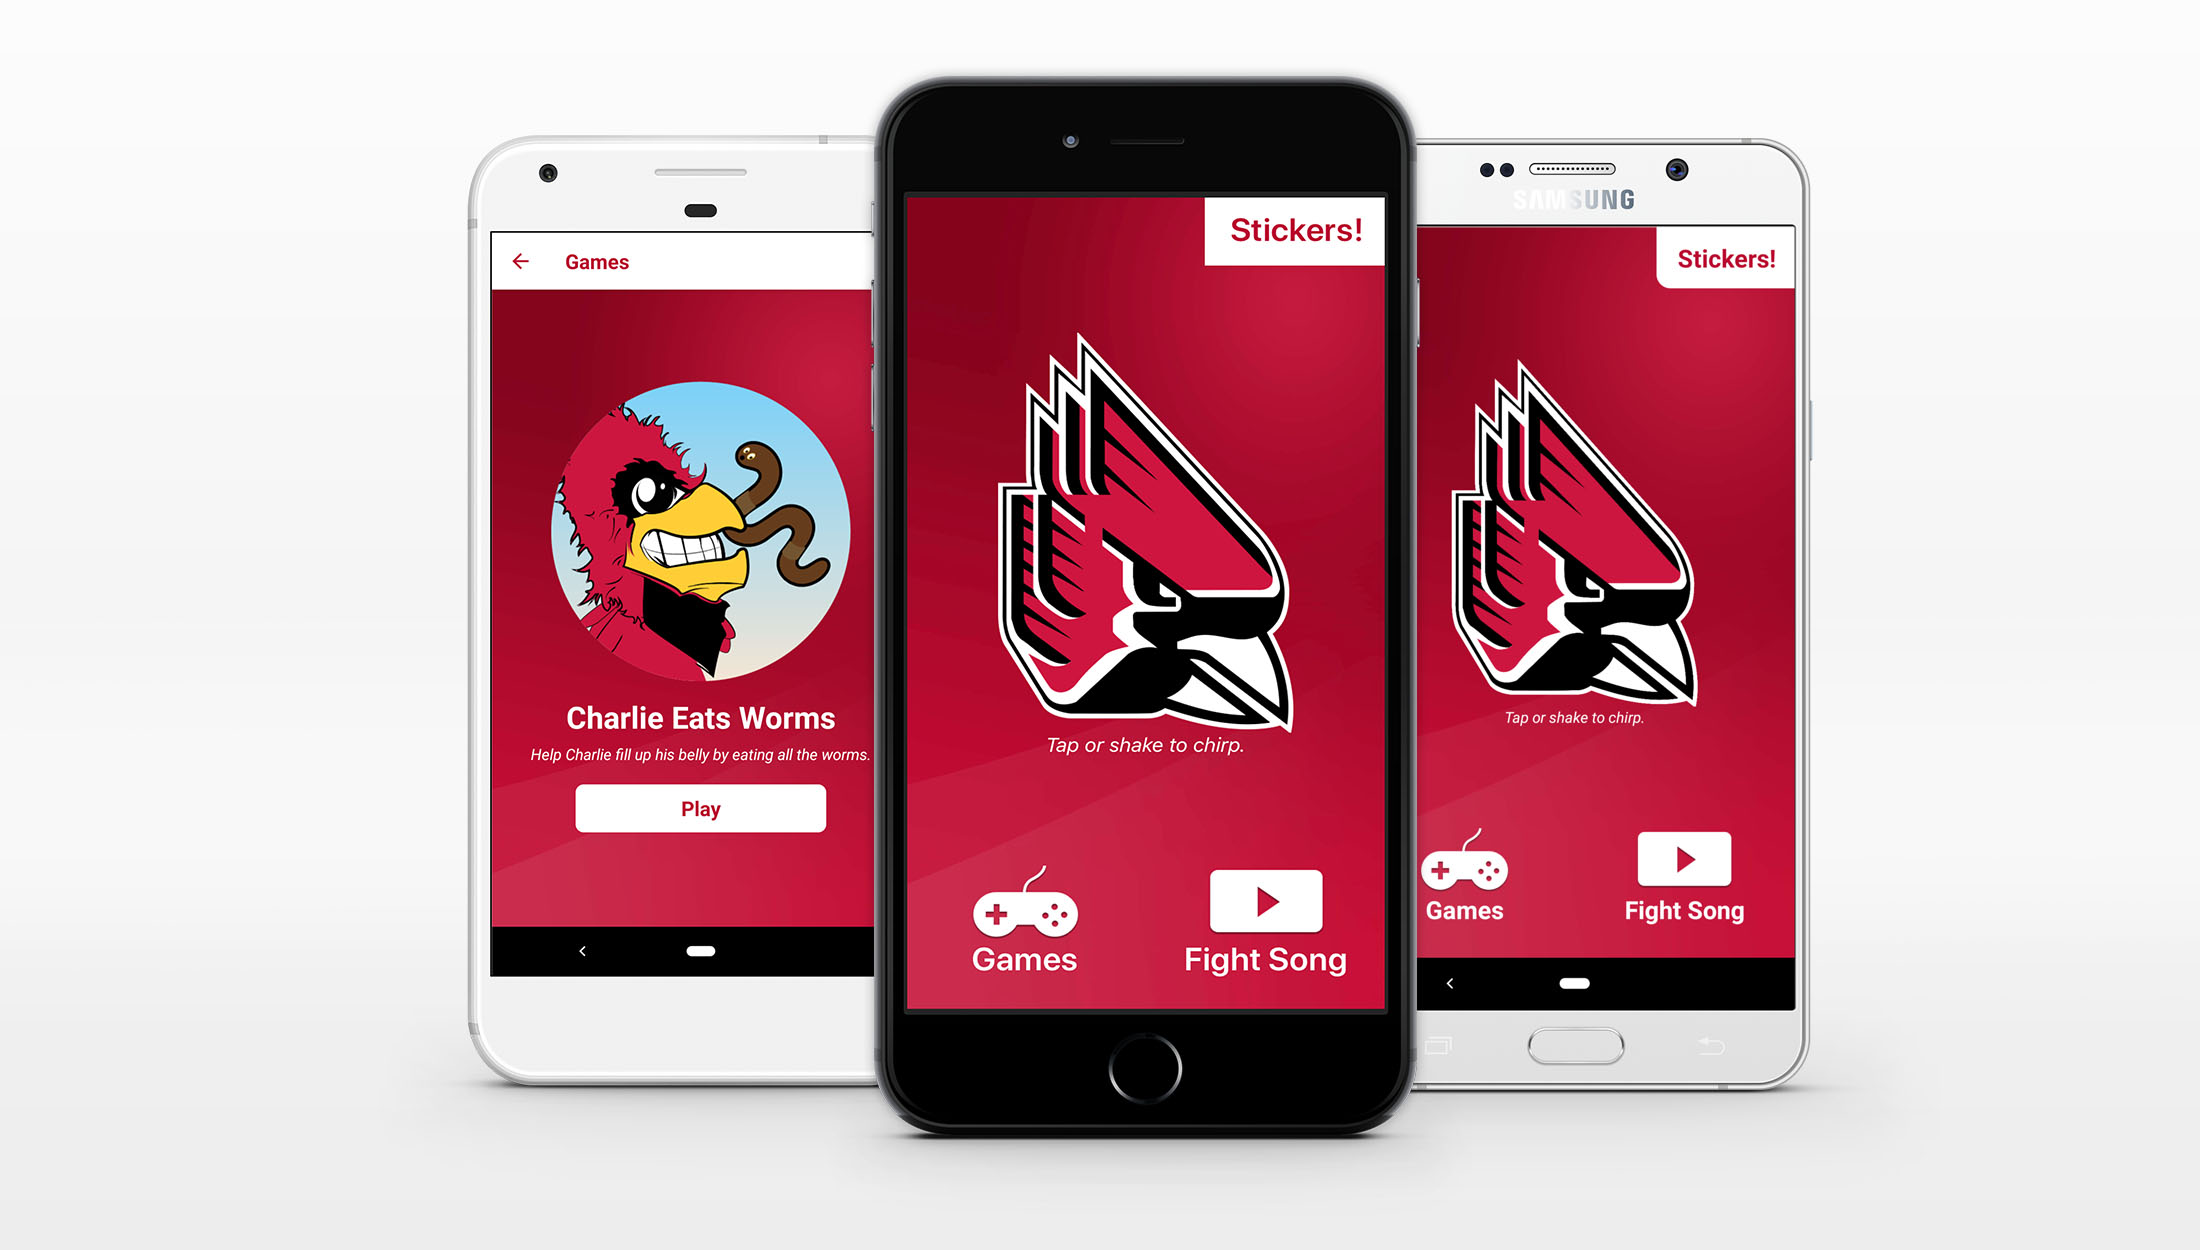 Games
Charlie Eats Worms
Help Charlie fill up his belly by eating all the worms.
Play
Stickers!
Tap or shake to chirp.
Games
Fight Song
SAMSUNG
Stickers!
Tap or shake to chirp.
Games
Fight Song